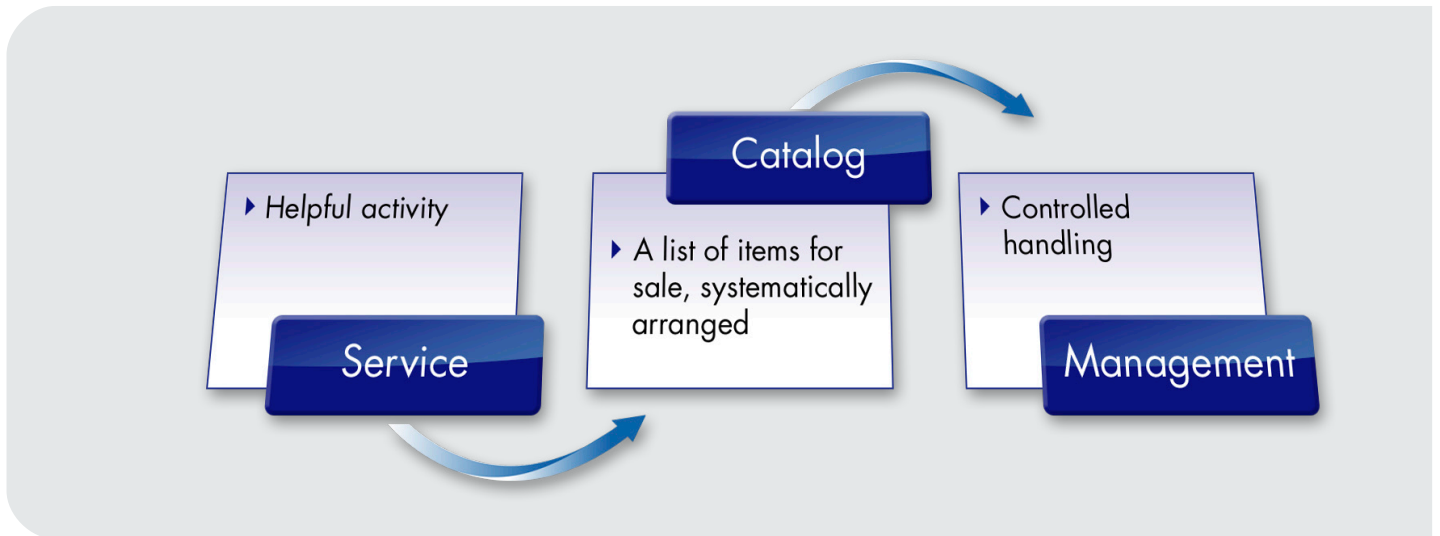 Helpful activity
Service
Catalog
A list of items for
sale, systematically
arranged
Controlled
handling
Management